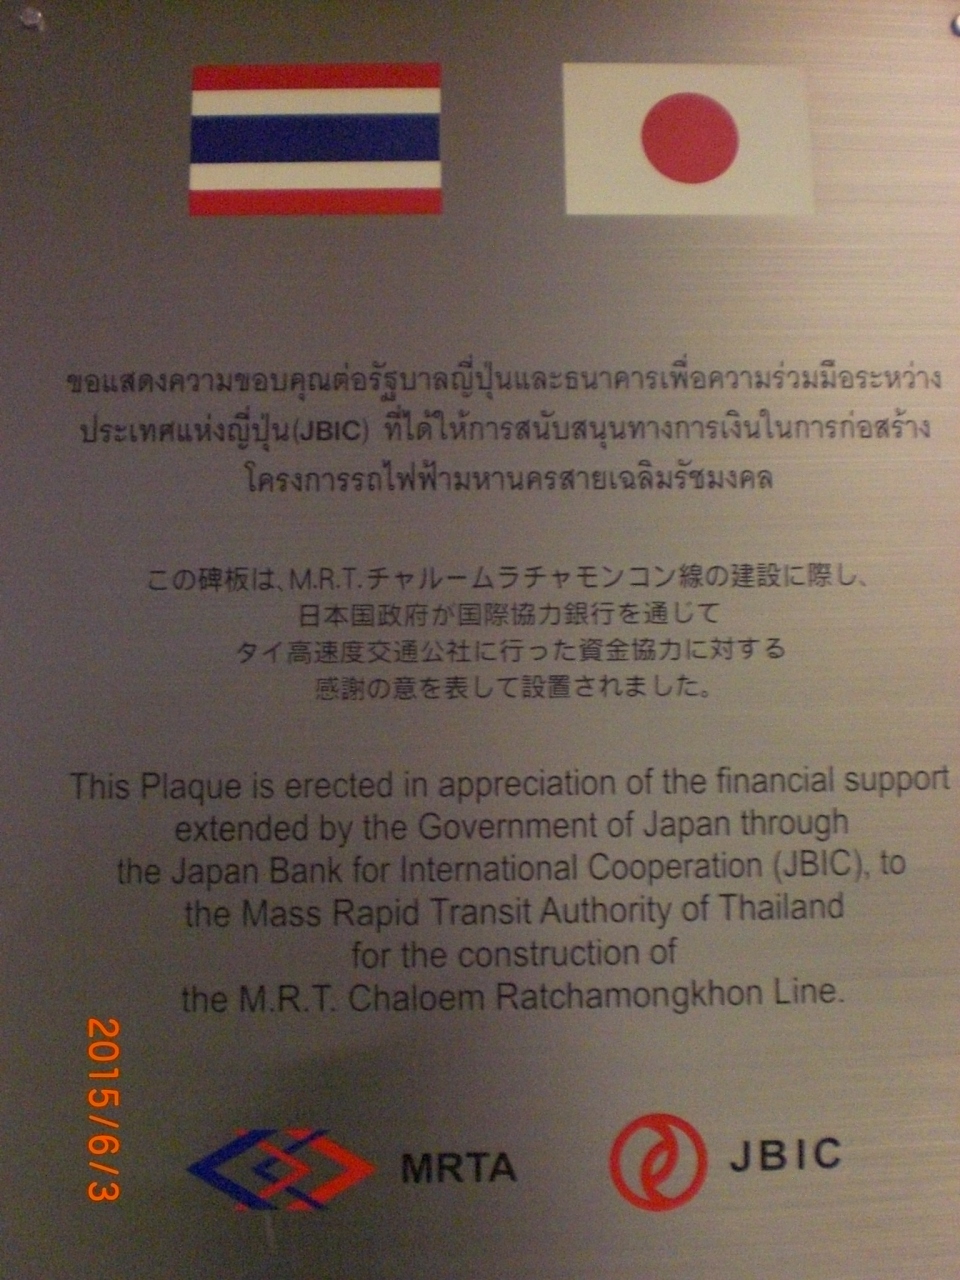 ขอแสดงความขอบคุณต่อรัฐบาลญี่ปุ่นและธนาคารเพื่อความร่วมมือระหว่าง
ประเทศแห่งญี่ปุ่น(JBIC) ที่ได้ให้การสนับสนุนทางการเงินในการก่อสร้าง
โครงการรถไฟฟ้ามหานครสายเฉลิมรัชมงคล
この碑板は、M.R.T.チャルームラチャモンコン線の建設に際し、
日本国政府が国際協力銀行を通じて
タイ高速度交通公社に行った資金協力に対する
感謝の意を表して設置されました。
This Plaque is erected in appreciation of the financial support
extended by the Government of Japan through
the Japan Bank for International Cooperation (JBIC), to
the Mass Rapid Transit Authority of Thailand
for the construction of
the M.R.T. Chaloem Ratchamongkhon Line.
MRTA
JBIC
2015/6/3